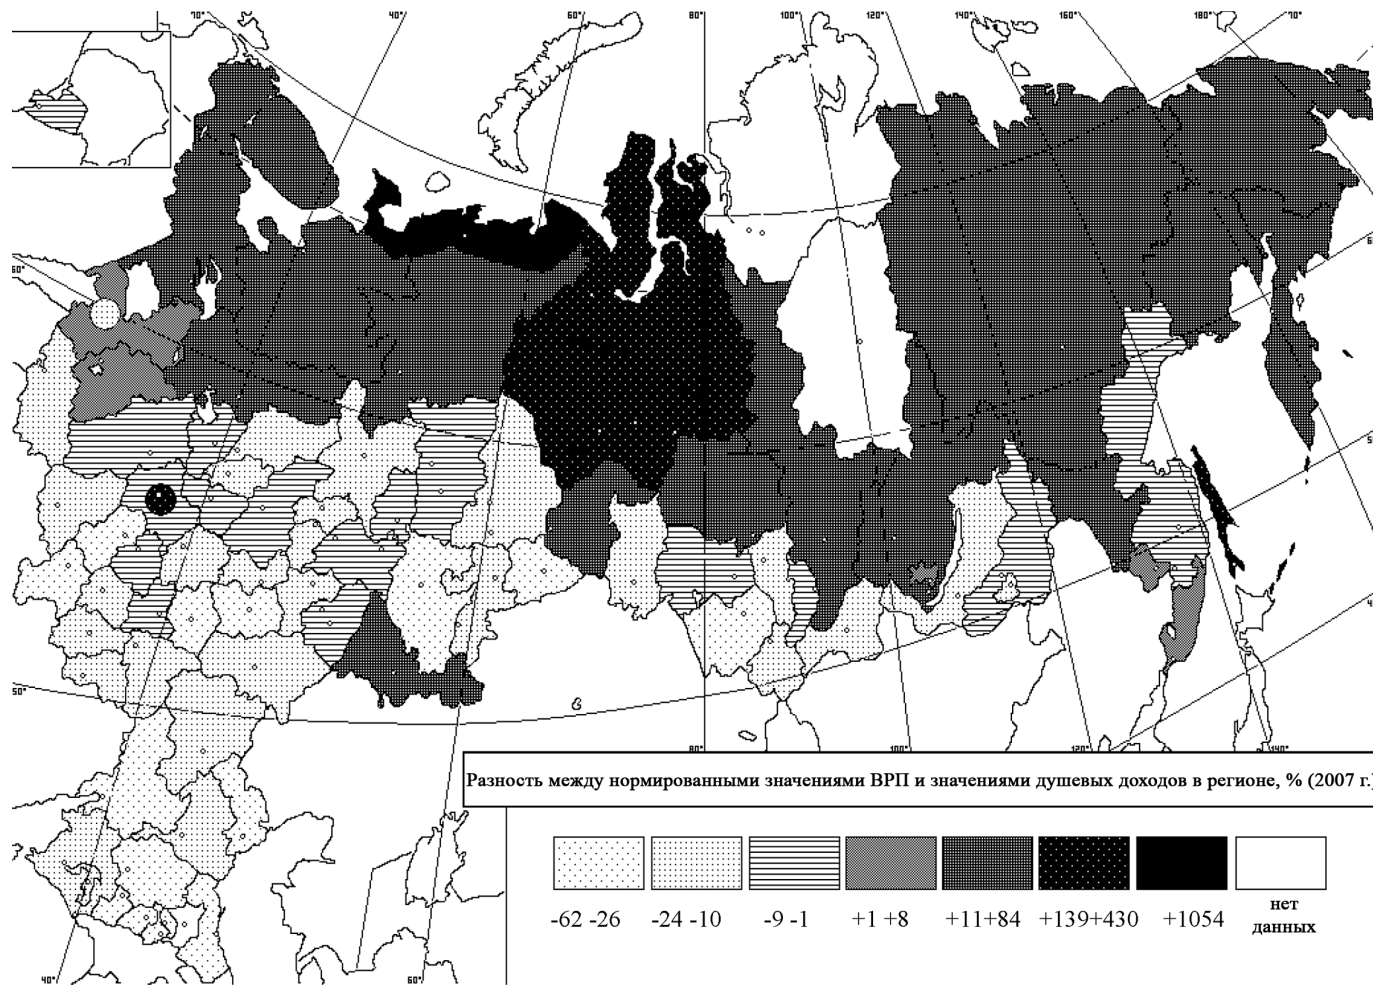 70° 40° 60° 80° 100° 120° 140° 160° 180° 70°
60°
50°
80° 100° 120° 140°
Разность между нормированными значениями ВРП и значениями душевых доходов в регионе, % (2007 г.)
-62 -26 -24 -10 -9 -1 +1 +8 +11+84 +139+430 +1054 нет
данных
40° 60°